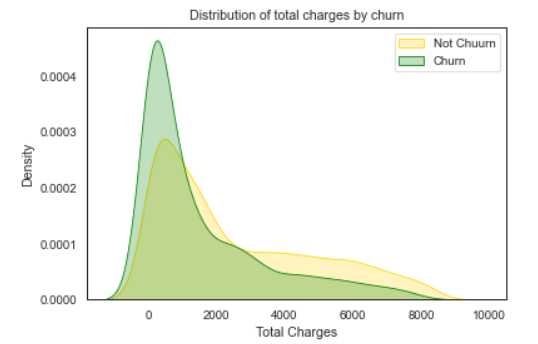 Distribution of total charges by churn
Not Chuurn
Churn
Density
0.0004
0.0003
0.0002
0.0001
0.0000
0
2000
4000
6000
8000
10000
Total Charges